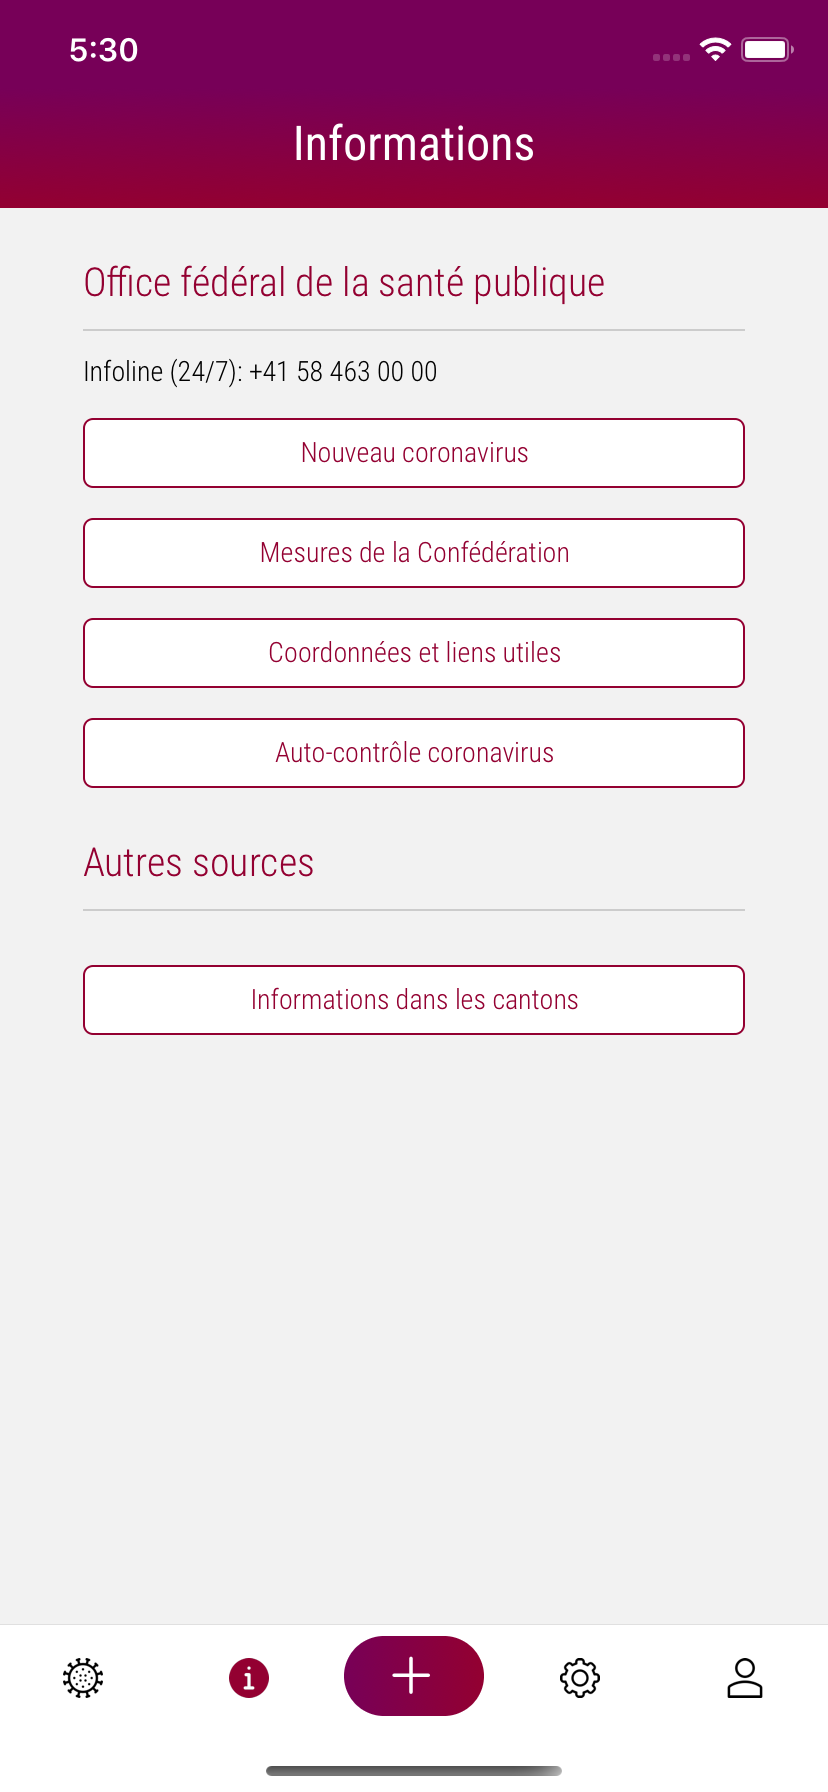 5:30
Informations
Office fédéral de la santé publique
Infoline (24/7): +41 58 463 00 00
Nouveau coronavirus
Mesures de la Confédération
Coordonnées et liens utiles
Auto-contrôle coronavirus
Autres sources
Informations dans les cantons